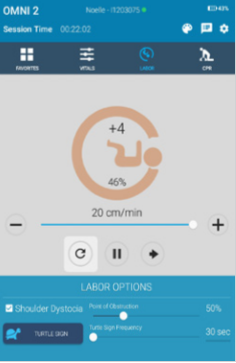 OMNI 2
Noelle - I1203075
43%
Session Time 00:22:02
FAVORITES
VITALS
LABOR
CPR
+4
46%
20 cm/min
LABOR OPTIONS
Shoulder Dystocia
Point of Obstruction
50%
TURTLE SIGN
Turtle Sign Frequency
30 sec